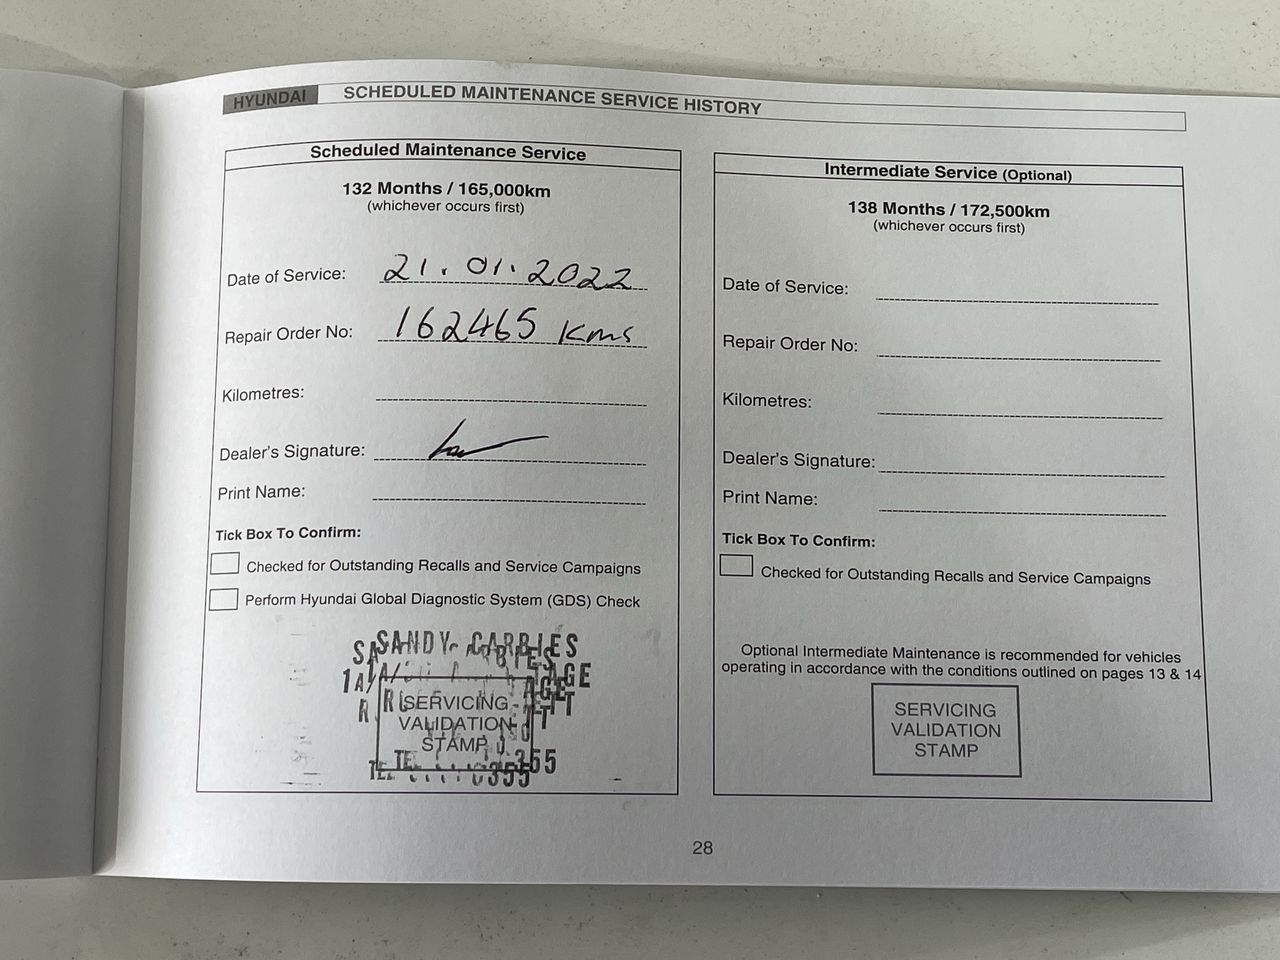 HYUNDAI SCHEDULED MAINTENANCE SERVICE HISTORY
Scheduled Maintenance Service
132 Months / 165,000km
(whichever occurs first)
Date of Service: 21.01.2022
Repair Order No: 162465 Kms
Kilometres:
Dealer's Signature:
Print Name:
Tick Box To Confirm:
Checked for Outstanding Recalls and Service Campaigns
Perform Hyundai Global Diagnostic System (GDS) Check
SANDY CARRIES
SERVICING
VALIDATION
STAMP
Intermediate Service (Optional)
138 Months / 172,500km
(whichever occurs first)
Date of Service:
Repair Order No:
Kilometres:
Dealer's Signature:
Print Name:
Tick Box To Confirm:
Checked for Outstanding Recalls and Service Campaigns
Optional Intermediate Maintenance is recommended for vehicles
operating in accordance with the conditions outlined on pages 13 & 14
SERVICING
VALIDATION
STAMP
28